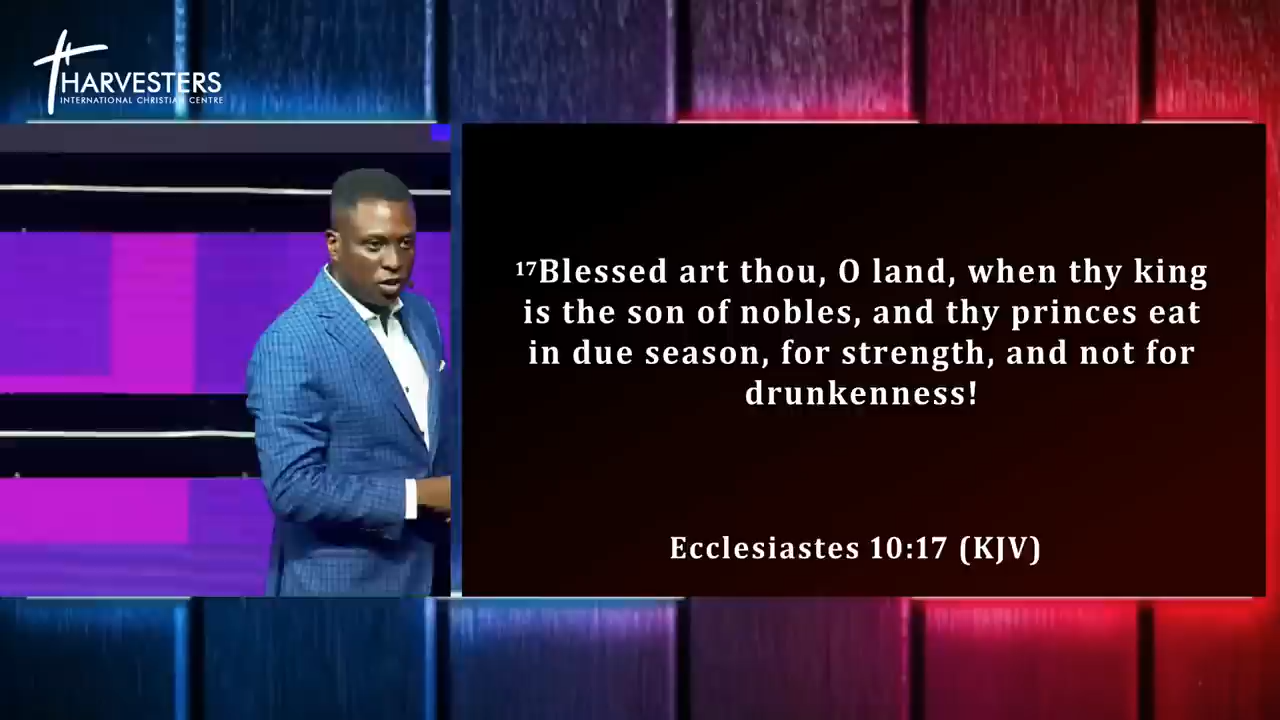 HARVESTERS
INTERNATIONAL CHRISTIAN CENTRE
17Blessed art thou, O land, when thy king
is the son of nobles, and thy princes eat
in due season, for strength, and not for
drunkenness!
Ecclesiastes 10:17 (KJV)